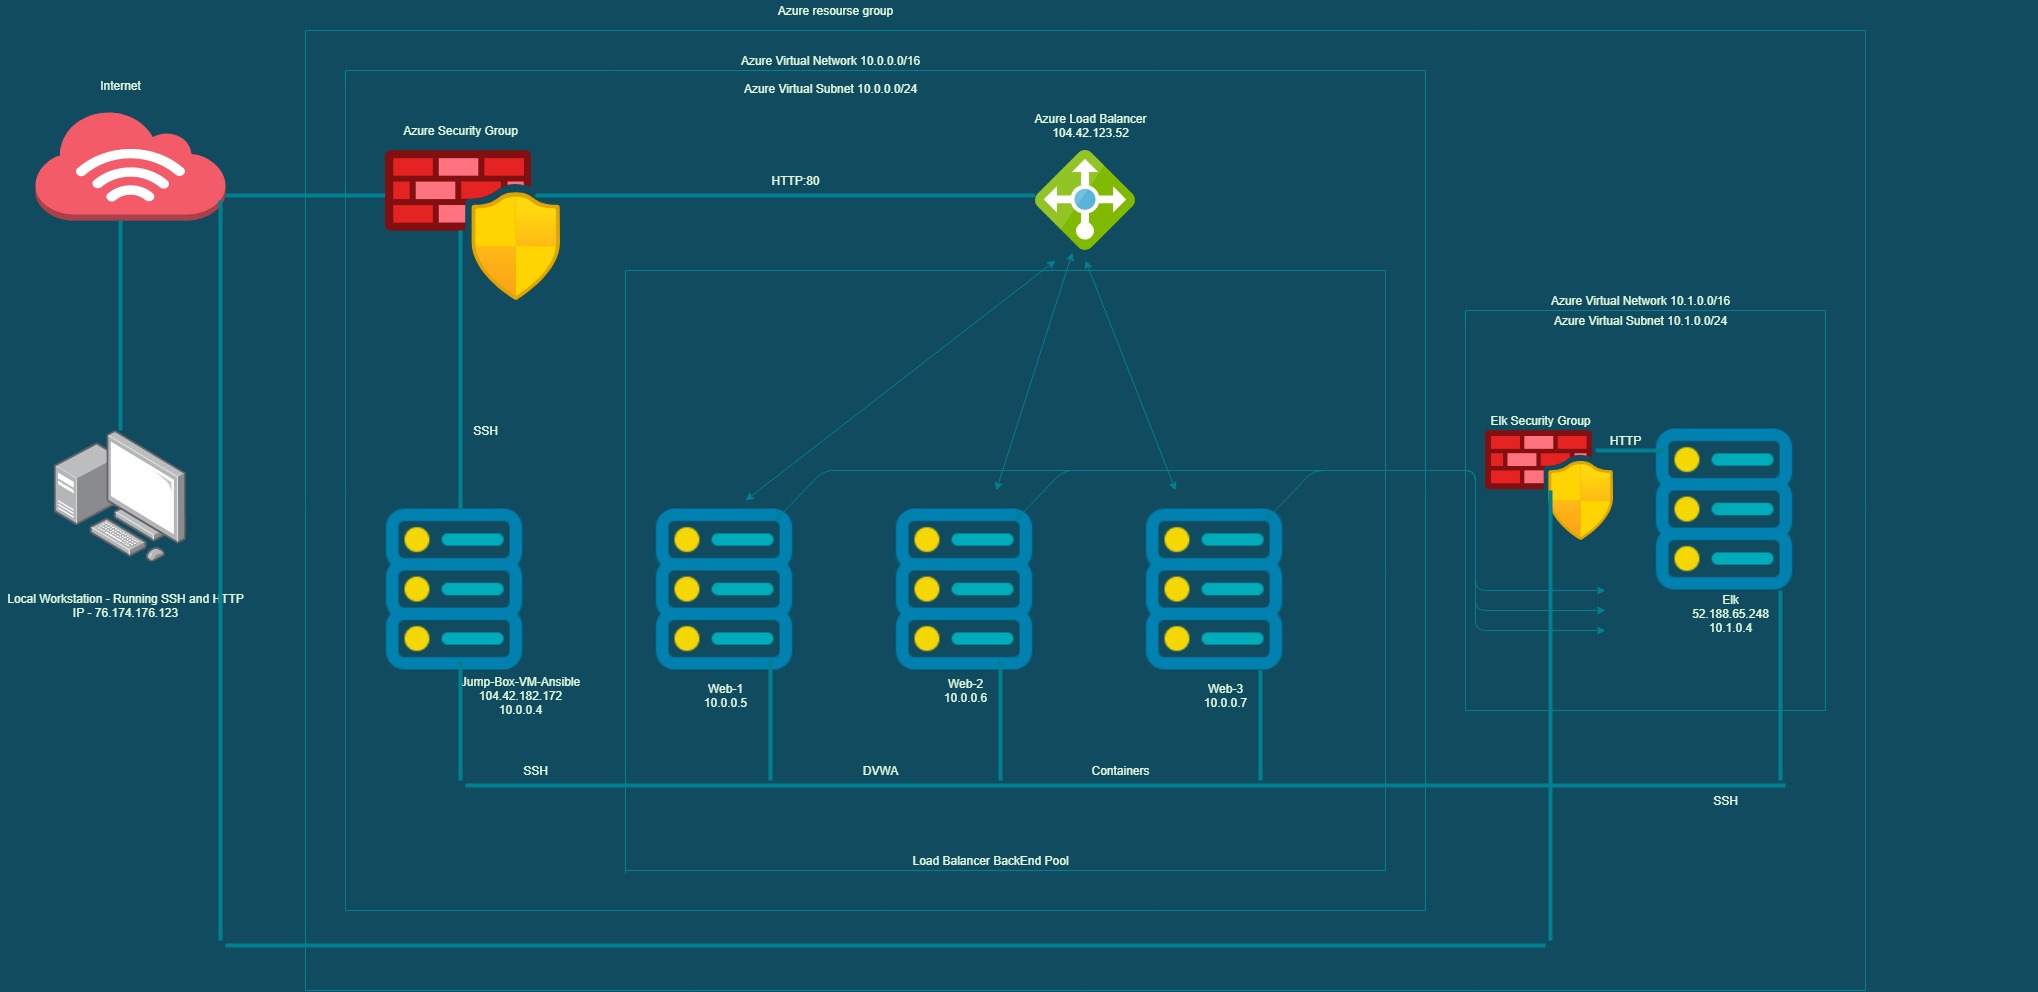 Azure resourse group
Azure Virtual Network 10.0.0.0/16
Azure Virtual Subnet 10.0.0.0/24
Internet
Azure Security Group
Azure Load Balancer
104.42.123.52
HTTP:80
SSH
Azure Virtual Network 10.1.0.0/16
Azure Virtual Subnet 10.1.0.0/24
Elk Security Group
HTTP
Local Workstation - Running SSH and HTTP
IP - 76.174.176.123
Elk
52.188.65.248
10.1.0.4
Jump-Box-VM-Ansible
104.42.182.172
10.0.0.4
Web-1
10.0.0.5
Web-2
10.0.0.6
Web-3
10.0.0.7
SSH
DVWA
Containers
SSH
Load Balancer BackEnd Pool